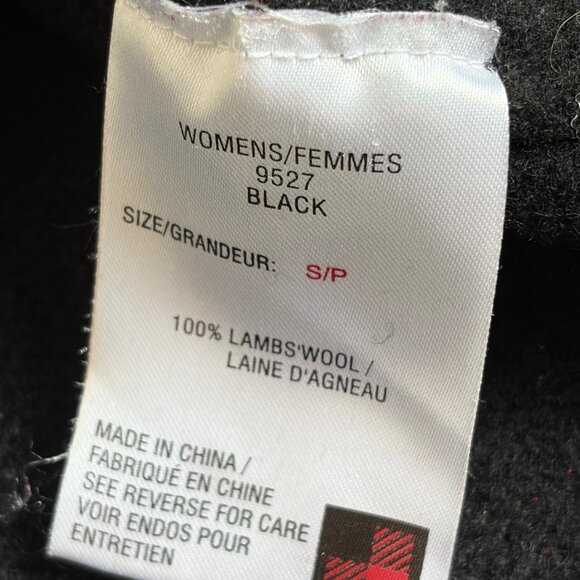 WOMENS/FEMMES
9527
BLACK
SIZE/GRANDEUR: S/P
100% LAMBS'WOOL /
LAINE D'AGNEAU
MADE IN CHINA /
FABRIQUÉ EN CHINE
SEE REVERSE FOR CARE
VOIR ENDOS POUR
ENTRETIEN